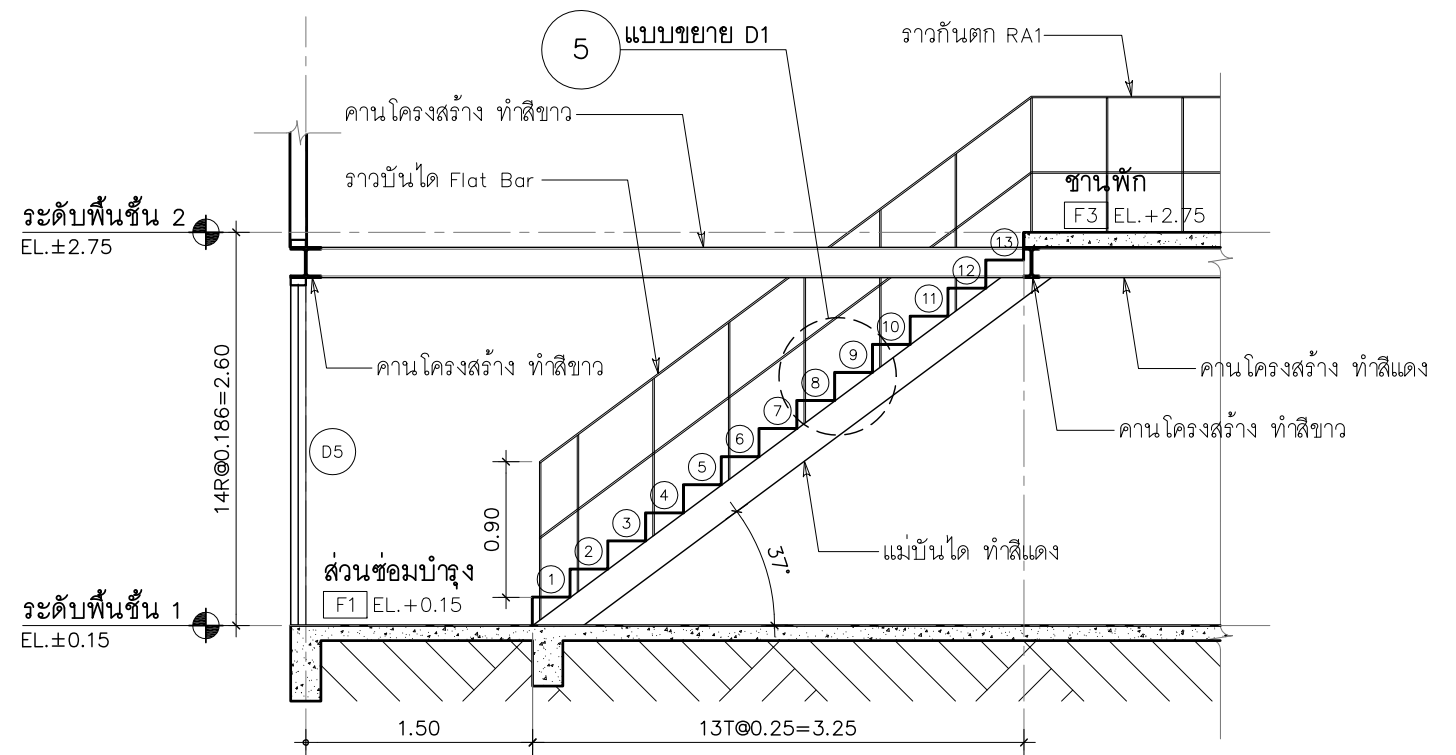 5 แบบขยาย D1
ราวกันตก RA1
คานโครงสร้าง ทำสีขาว
ราวบันได Flat Bar
ชานพัก
F3 EL.+2.75
ระดับพื้นชั้น 2
EL.±2.75
13
12
11
10
9
8
7
6
5
4
3
2
1
คานโครงสร้าง ทำสีขาว
คานโครงสร้าง ทำสีแดง
คานโครงสร้าง ทำสีขาว
14R@0.186=2.60
D5
0.90
37°
แม่บันได ทำสีแดง
ส่วนซ่อมบำรุง
F1 EL.+0.15
ระดับพื้นชั้น 1
EL.±0.15
1.50
13T@0.25=3.25